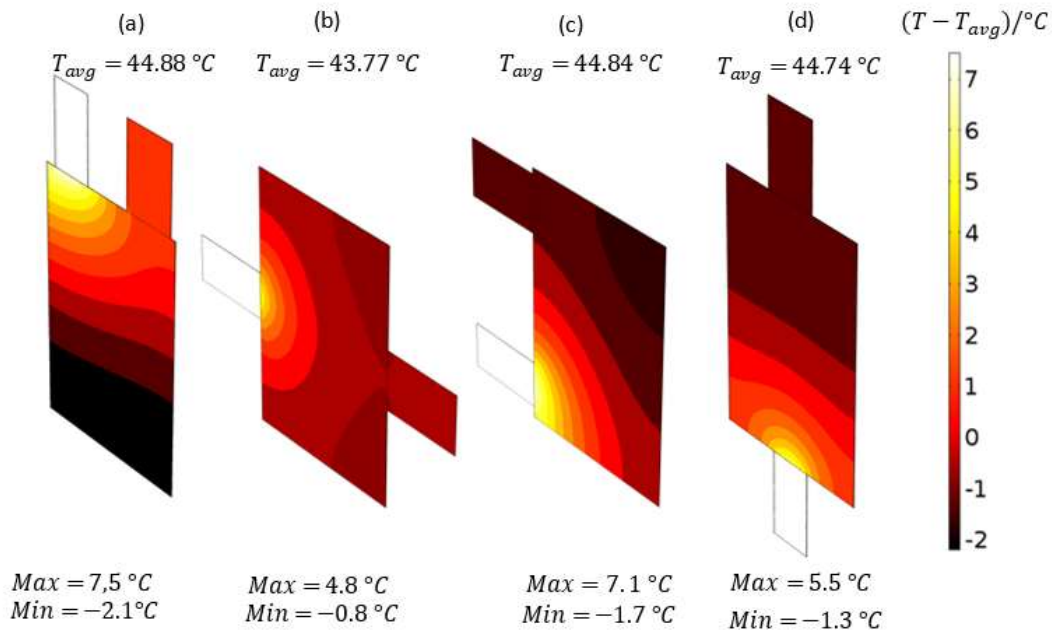 (a) (b) (c) (d) (T − T_avg)/°C
T_avg = 44.88 °C T_avg = 43.77 °C T_avg = 44.84 °C T_avg = 44.74 °C
7
6
5
4
3
2
1
0
-1
-2
Max = 7,5 °C Max = 4.8 °C Max = 7.1 °C Max = 5.5 °C
Min = −2.1°C Min = −0.8 °C Min = −1.7 °C Min = −1.3 °C